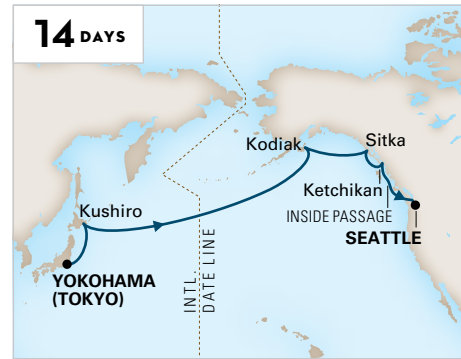 14 DAYS
Kodiak
Sitka
Ketchikan
INSIDE PASSAGE
SEATTLE
Kushiro
YOKOHAMA
(TOKYO)
INTL.
DATE LINE